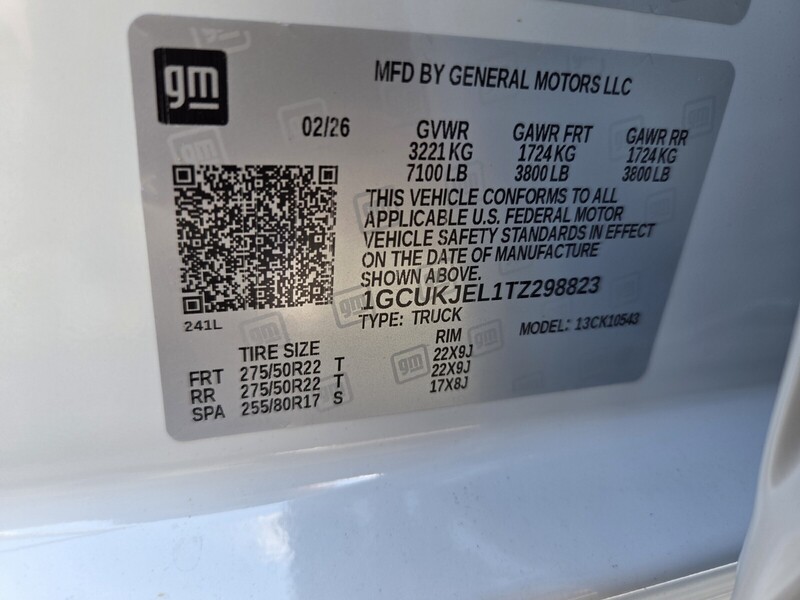 gm
MFD BY GENERAL MOTORS LLC
02/26 GVWR GAWR FRT GAWR RR
3221 KG 1724 KG 1724 KG
7100 LB 3800 LB 3800 LB
THIS VEHICLE CONFORMS TO ALL
APPLICABLE U.S. FEDERAL MOTOR
VEHICLE SAFETY STANDARDS IN EFFECT
ON THE DATE OF MANUFACTURE
SHOWN ABOVE.
1GCUKJEL1TZ298823
TYPE: TRUCK MODEL: 13CK10543
241L
TIRE SIZE RIM
FRT 275/50R22 T 22X9J
RR 275/50R22 T 22X9J
SPA 255/80R17 S 17X8J